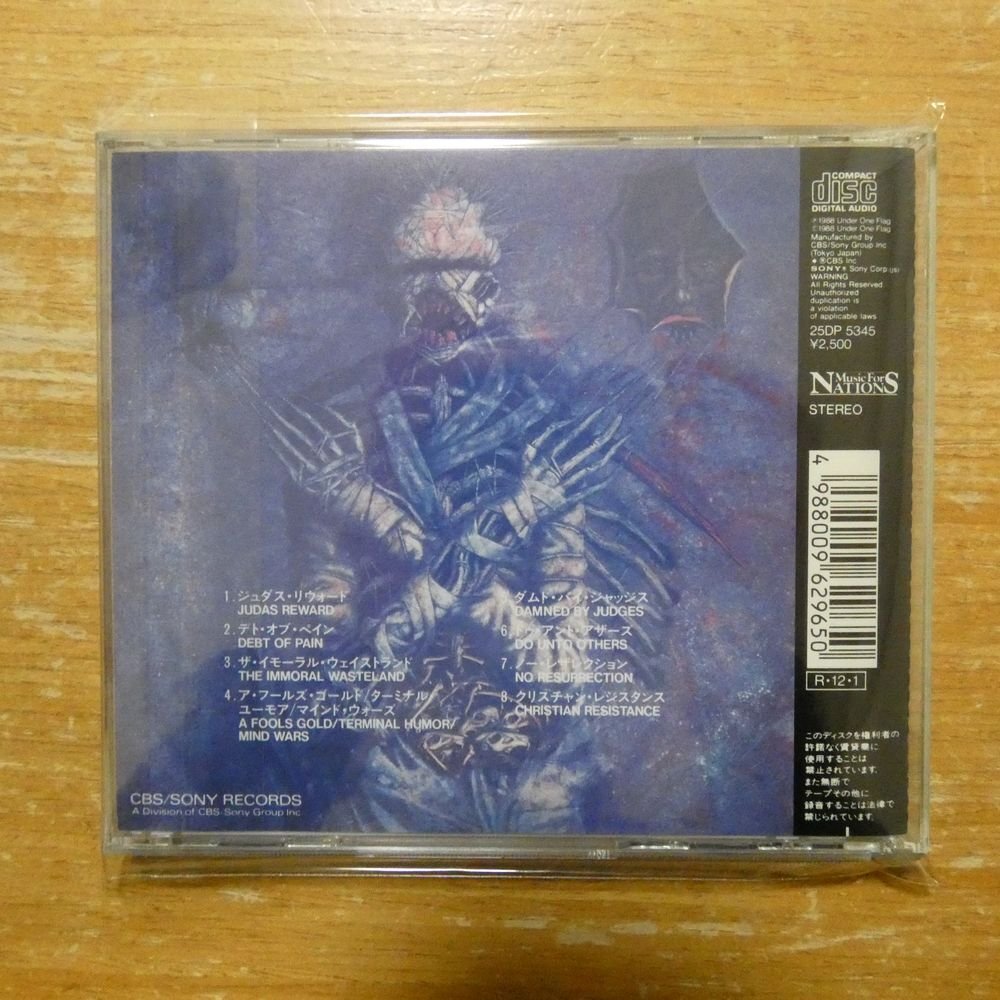 1. ジュダス・リウォード
JUDAS REWARD
2. デト・オブ・ペイン
DEBT OF PAIN
3. ザ・イモーラル・ウェイストランド
THE IMMORAL WASTELAND
4. ア・フールズ・ゴールド/ターミナル/
ユーモア/マインド・ウォーズ
A FOOLS GOLD/TERMINAL HUMOR/
MIND WARS
ダムド・バイ・ジャッジス
DAMNED BY JUDGES
6.
DO UNTO OTHERS
7. ノー・レザレクション
NO RESURRECTION
8. クリスチャン・レジスタンス
CHRISTIAN RESISTANCE
CBS/SONY RECORDS
A Division of CBS/Sony Group Inc
COMPACT
disc
DIGITAL AUDIO
℗1988 Under One Flag
©1988 Under One Flag
Manufactured by
CBS/Sony Group Inc
(Tokyo Japan)
®CBS Inc
SONY® Sony Corp.(JS)
WARNING
All Rights Reserved.
Unauthorized
duplication is
a violation
of applicable laws
25DP 5345
¥2,500
Music For
NATIONS
STEREO
4 988009 629650
R・12・1
このディスクを権利者の
許諾なく賃貸業に
使用することは
禁止されています。
また無断で
テープその他に
録音することは法律で
禁じられています。